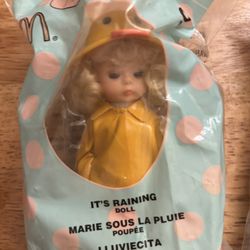 IT'S RAINING
DOLL
MARIE SOUS LA PLUIE
POUPÉE
LLUVIECITA